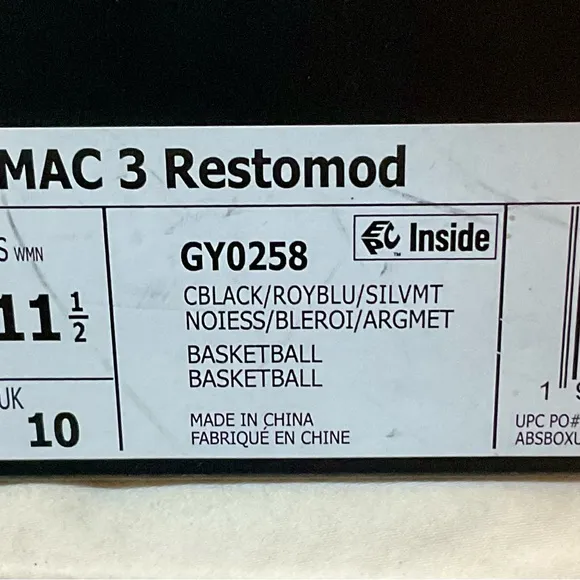 MAC 3 Restomod
S WMN
11 1/2
UK
10
GY0258
Inside
CBLACK/ROYBLU/SILVMT
NOIESS/BLEROI/ARGMET
BASKETBALL
BASKETBALL
MADE IN CHINA
FABRIQUÉ EN CHINE
1
UPC PO#
ABSBOXU